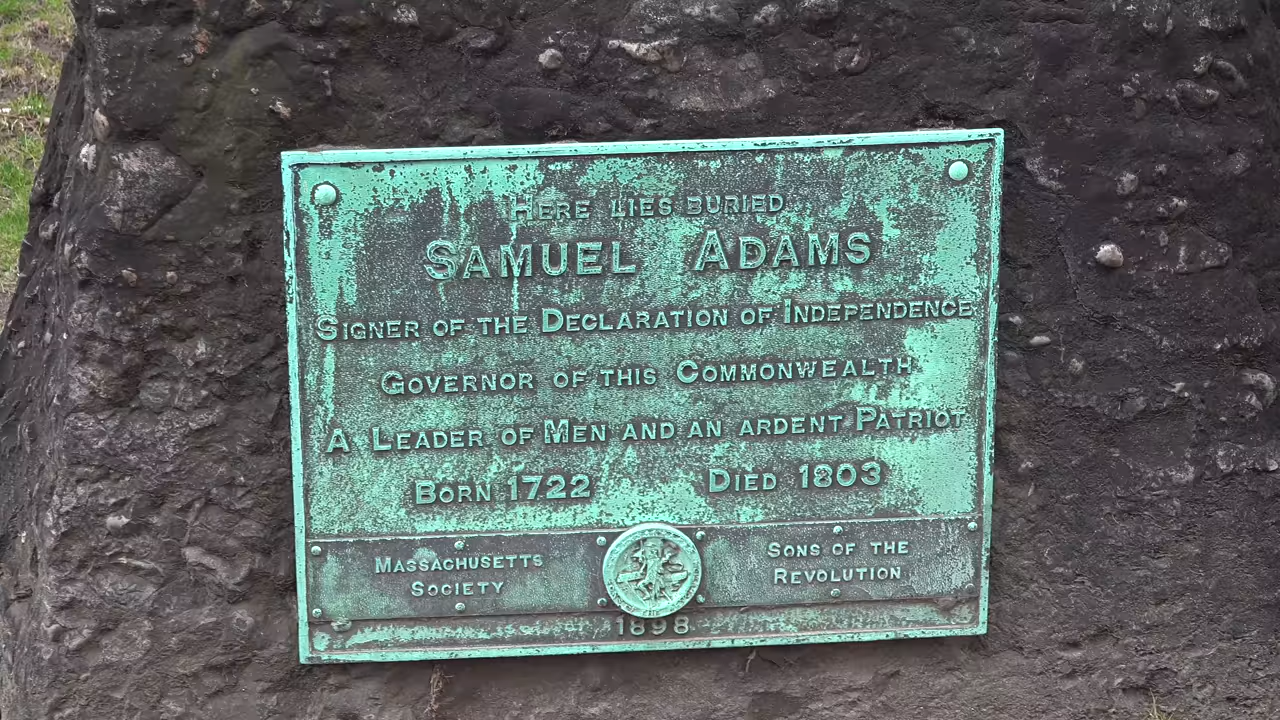 HERE LIES BURIED
SAMUEL ADAMS
SIGNER OF THE DECLARATION OF INDEPENDENCE
GOVERNOR OF THIS COMMONWEALTH
A LEADER OF MEN AND AN ARDENT PATRIOT
BORN 1722 DIED 1803
MASSACHUSETTS
SOCIETY
SONS OF THE
REVOLUTION
1898